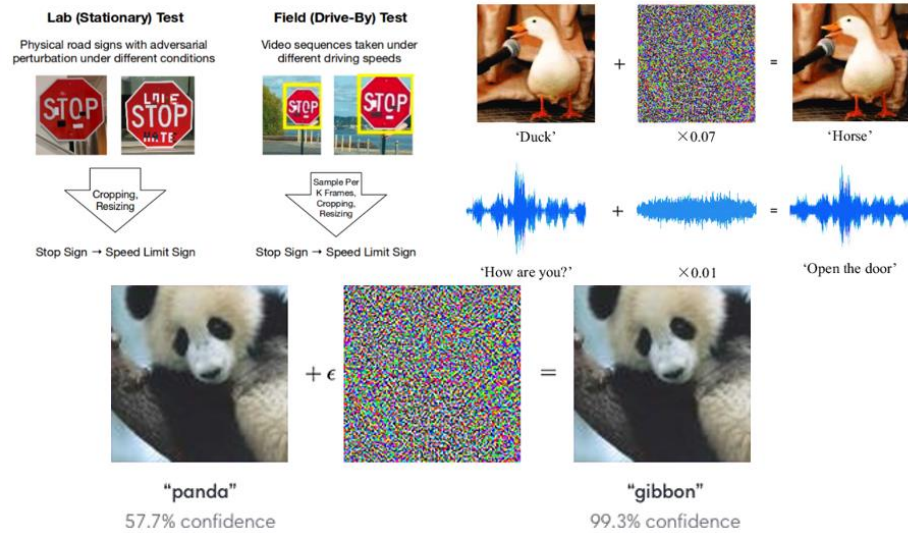 Lab (Stationary) Test
Physical road signs with adversarial
perturbation under different conditions
STOP
STOP
Cropping,
Resizing
Stop Sign → Speed Limit Sign
Field (Drive-By) Test
Video sequences taken under
different driving speeds
STOP
STOP
Sample Per
K Frames,
Cropping,
Resizing
Stop Sign → Speed Limit Sign
+
=
'Duck'
×0.07
'Horse'
+
=
'How are you?'
×0.01
'Open the door'
+ ϵ
=
"panda"
57.7% confidence
"gibbon"
99.3% confidence